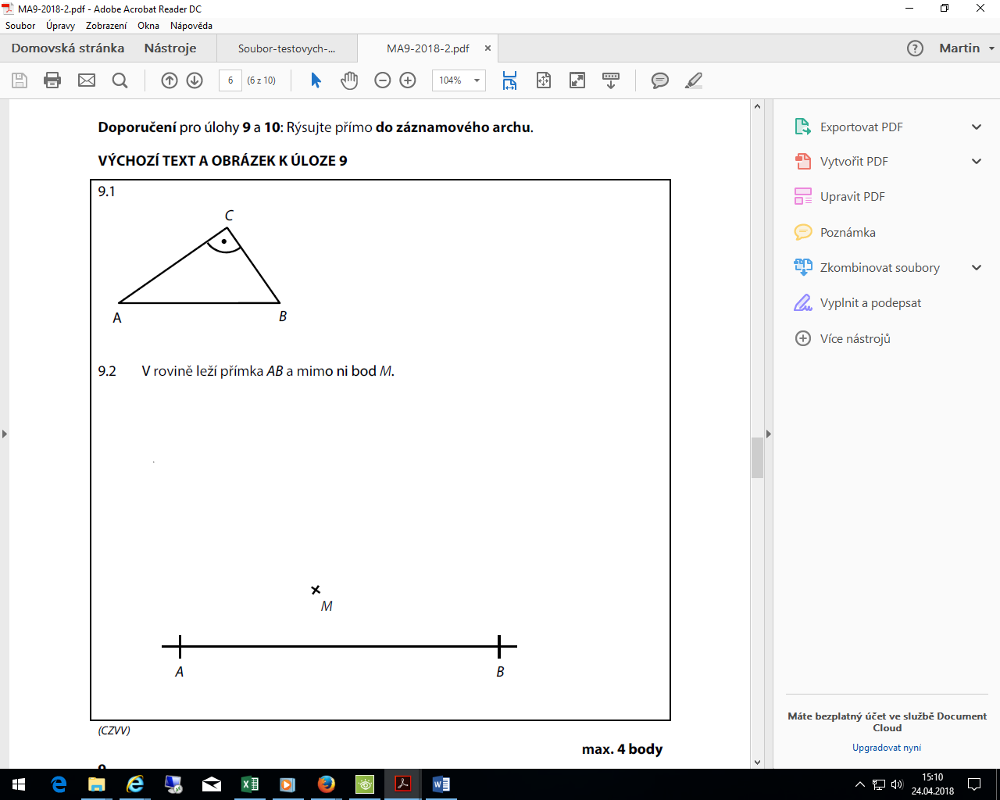 MA9-2018-2.pdf - Adobe Acrobat Reader DC
Soubor Úpravy Zobrazení Okna Nápověda
Domovská stránka Nástroje Soubor-testovych-... MA9-2018-2.pdf × Martin
6 (6 z 10) 104%
Doporučení pro úlohy 9 a 10: Rýsujte přímo do záznamového archu.
VÝCHOZÍ TEXT A OBRÁZEK K ÚLOZE 9
9.1
C
A B
9.2 V rovině leží přímka AB a mimo ni bod M.
M
A B
(CZVV)
max. 4 body
Exportovat PDF
Vytvořit PDF
Upravit PDF
Poznámka
Zkombinovat soubory
Vyplnit a podepsat
Více nástrojů
Máte bezplatný účet ve službě Document
Cloud
Upgradovat nyní
15:10
24.04.2018